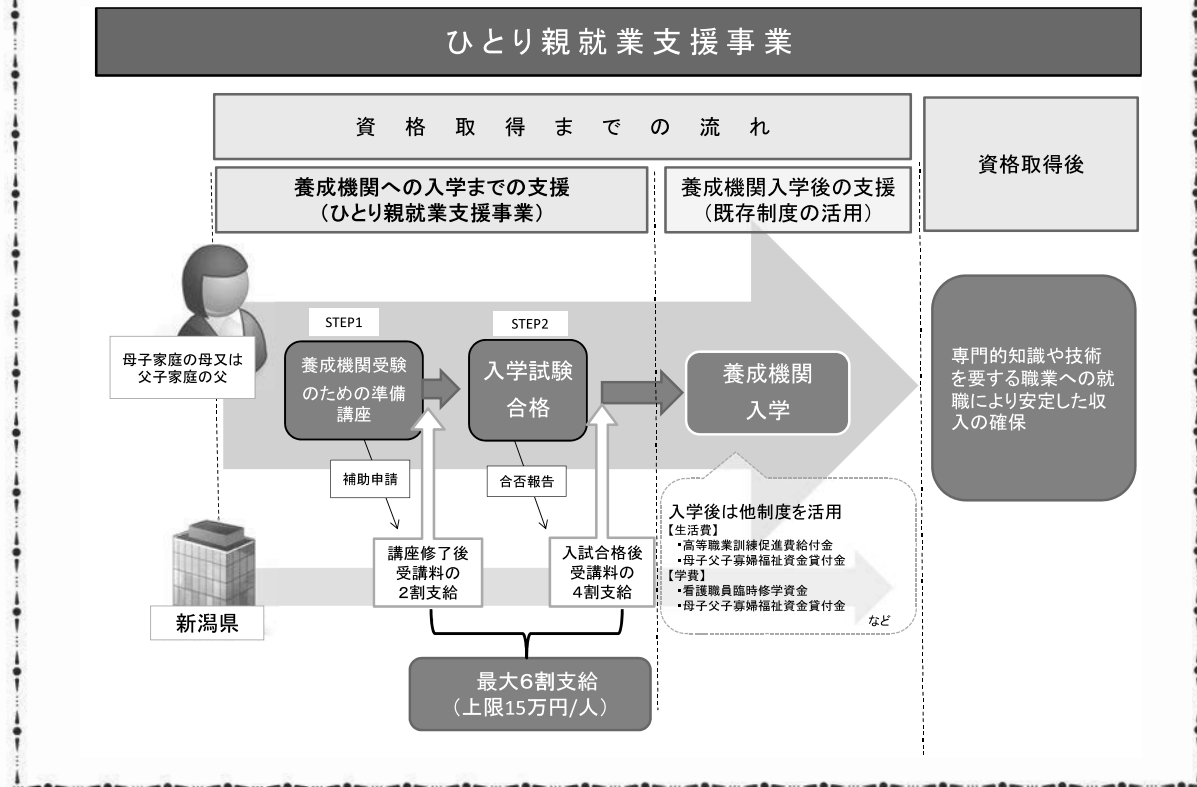 ひとり親就業支援事業
資格取得までの流れ
資格取得後
養成機関への入学までの支援
(ひとり親就業支援事業)
養成機関入学後の支援
(既存制度の活用)
母子家庭の母又は
父子家庭の父
STEP1
養成機関受験
のための準備
講座
STEP2
入学試験
合格
養成機関
入学
専門的知識や技術
を要する職業への就
職により安定した収
入の確保
補助申請
合否報告
新潟県
講座修了後
受講料の
2割支給
入試合格後
受講料の
4割支給
入学後は他制度を活用
【生活費】
・高等職業訓練促進費給付金
・母子父子寡婦福祉資金貸付金
【学費】
・看護職員臨時修学資金
・母子父子寡婦福祉資金貸付金
など
最大6割支給
(上限15万円/人)